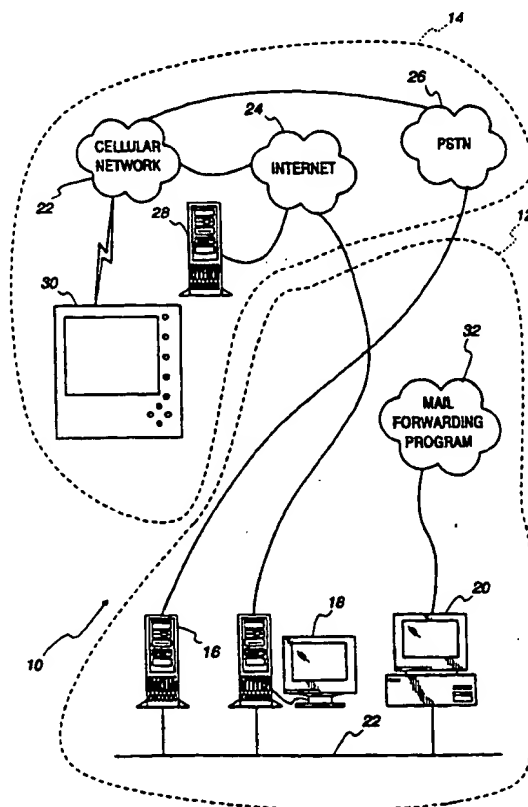 14
26
24
CELLULAR
NETWORK
INTERNET
PSTN
22
28
12
30
32
MAIL
FORWARDING
PROGRAM
20
18
16
10
22